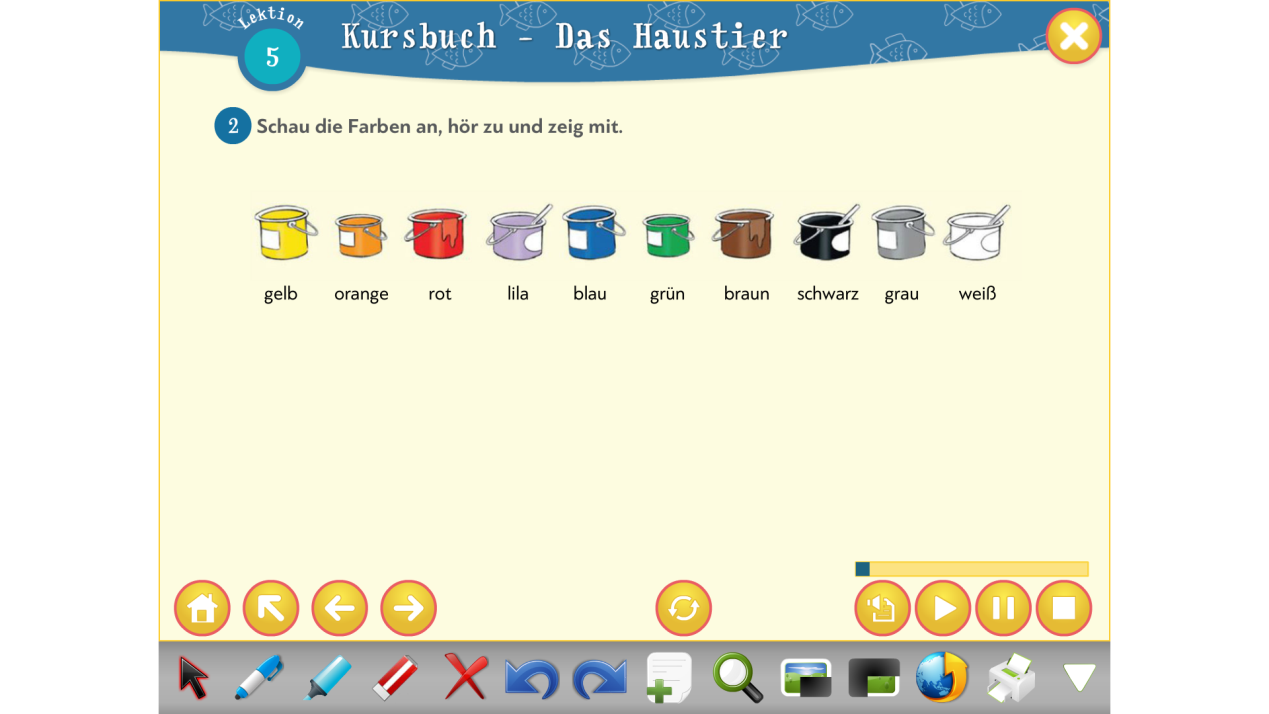 Lektion
5
Kursbuch - Das Haustier
2 Schau die Farben an, hör zu und zeig mit.
gelb orange rot lila blau grün braun schwarz grau weiß